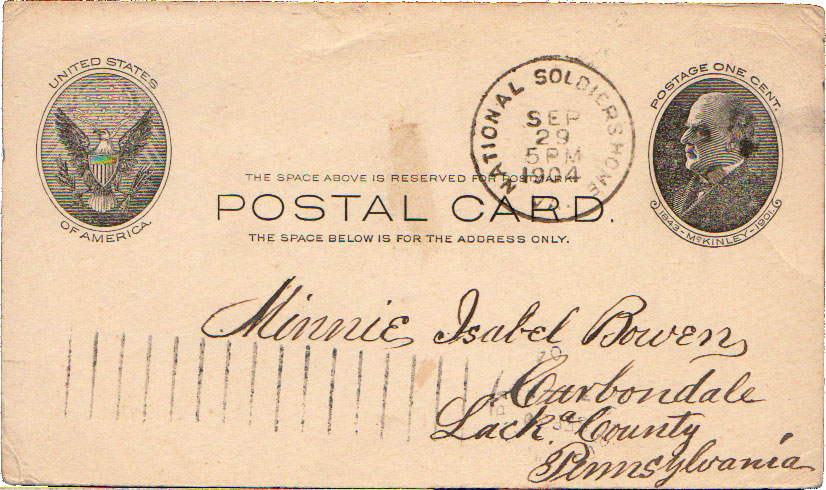 UNITED STATES
OF AMERICA.
NATIONAL SOLDIERS HOME
SEP
29
5 PM
1904
VA.
POSTAGE ONE CENT.
1843-McKINLEY-1901.
THE SPACE ABOVE IS RESERVED FOR POSTMARK.
POSTAL CARD.
THE SPACE BELOW IS FOR THE ADDRESS ONLY.
Minnie Isabel Bowen,
Carbondale
Lack.a County
Pennsylvania